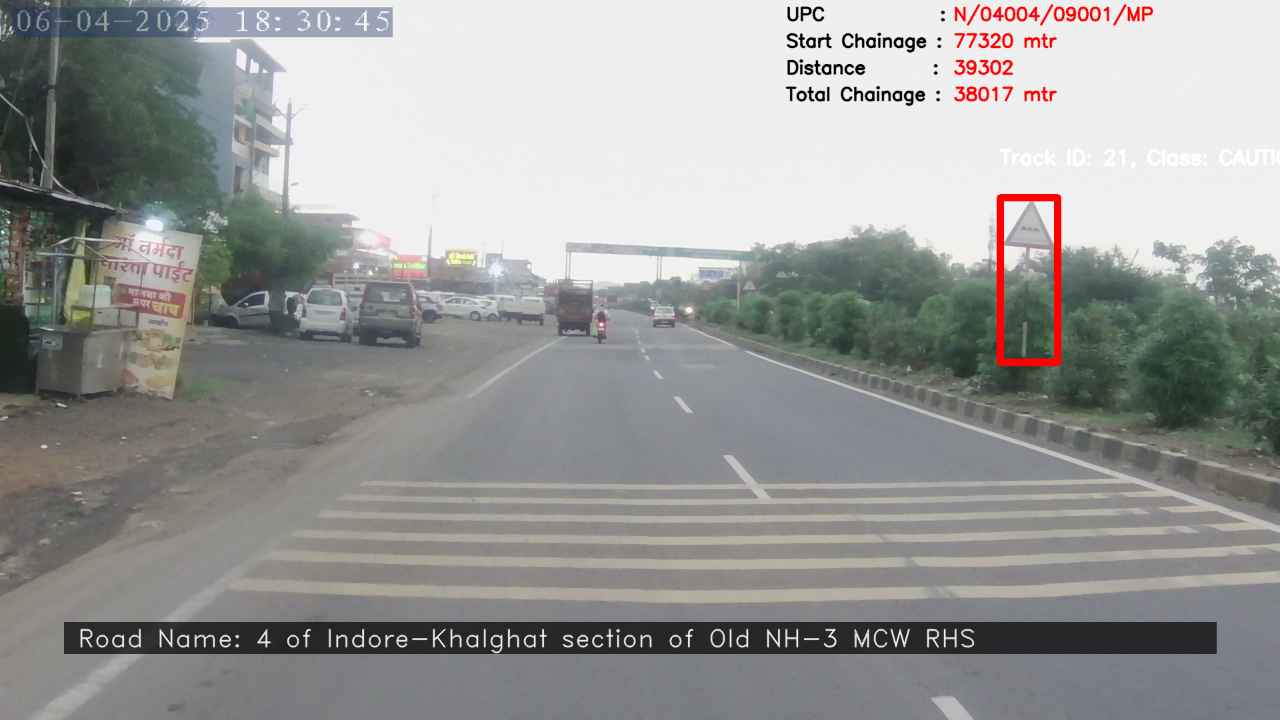 06-04-2025 18:30:45
UPC : N/04004/09001/MP
Start Chainage : 77320 mtr
Distance : 39302
Total Chainage : 38017 mtr
Track ID: 21, Class: CAUTIO
माँ नर्मदा
पाईंट
Road Name: 4 of Indore-Khalghat section of Old NH-3 MCW RHS